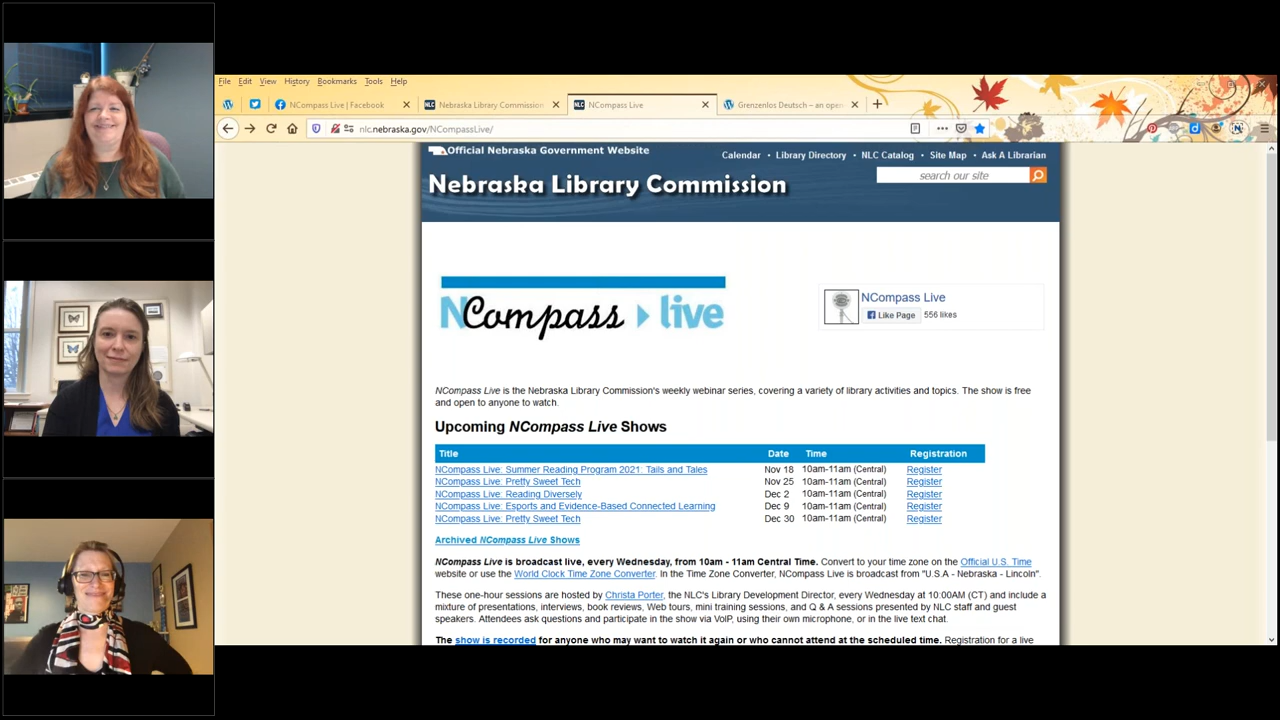 File Edit View History Bookmarks Tools Help
NCompass Live | Facebook
Nebraska Library Commission
NCompass Live
Grenzenlos Deutsch – an open
nlc.nebraska.gov/NCompassLive/
Official Nebraska Government Website
Calendar • Library Directory • NLC Catalog • Site Map • Ask A Librarian
Nebraska Library Commission
search our site
NCompass live
NCompass Live
Like Page 556 likes
NCompass Live is the Nebraska Library Commission's weekly webinar series, covering a variety of library activities and topics. The show is free
and open to anyone to watch.
Upcoming NCompass Live Shows
Title Date Time Registration
NCompass Live: Summer Reading Program 2021: Tails and Tales Nov 18 10am-11am (Central) Register
NCompass Live: Pretty Sweet Tech Nov 25 10am-11am (Central) Register
NCompass Live: Reading Diversely Dec 2 10am-11am (Central) Register
NCompass Live: Esports and Evidence-Based Connected Learning Dec 9 10am-11am (Central) Register
NCompass Live: Pretty Sweet Tech Dec 30 10am-11am (Central) Register
Archived NCompass Live Shows
NCompass Live is broadcast live, every Wednesday, from 10am - 11am Central Time. Convert to your time zone on the Official U.S. Time
website or use the World Clock Time Zone Converter. In the Time Zone Converter, NCompass Live is broadcast from "U.S.A - Nebraska - Lincoln".
These one-hour sessions are hosted by Christa Porter, the NLC's Library Development Director, every Wednesday at 10:00AM (CT) and include a
mixture of presentations, interviews, book reviews, Web tours, mini training sessions, and Q & A sessions presented by NLC staff and guest
speakers. Attendees ask questions and participate in the show via VoIP, using their own microphone, or in the live text chat.
The show is recorded for anyone who may want to watch it again or who cannot attend at the scheduled time. Registration for a live